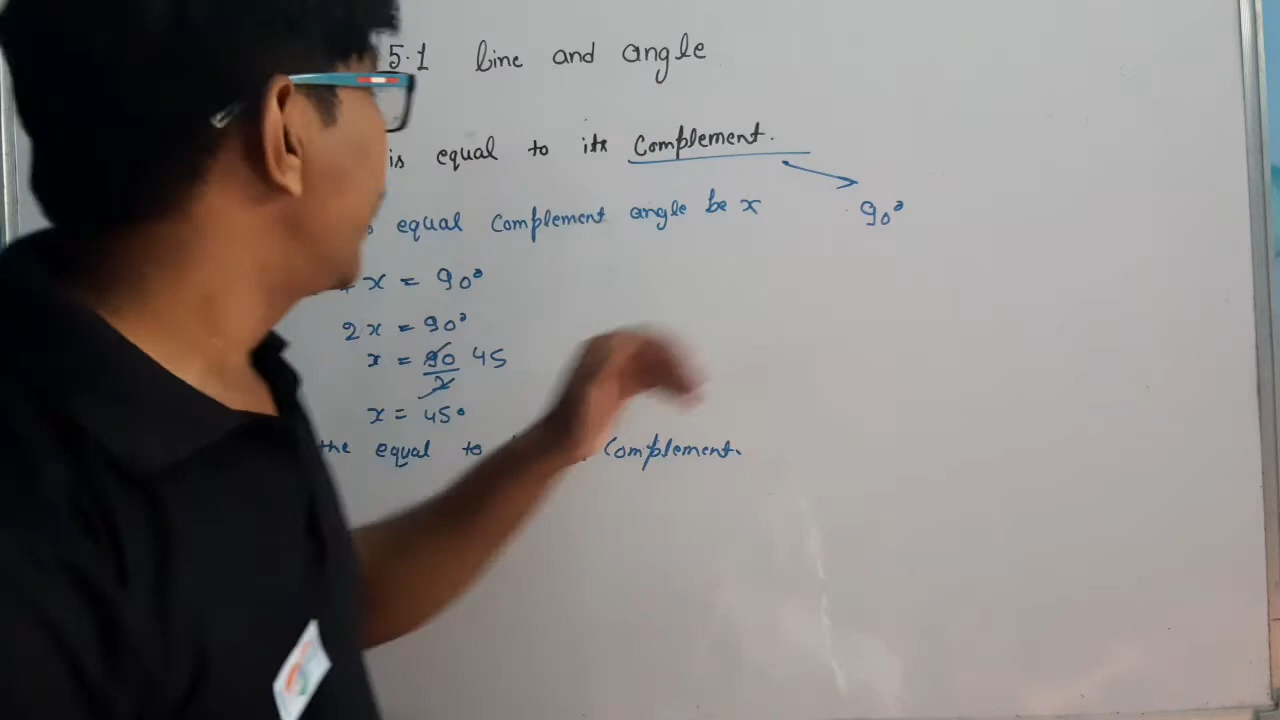 5.1 line and angle
is equal to its Complement.
equal Complement angle be x
90°
x = 90°
2x = 90°
x = 90/2 45
x = 45°
the equal to Complement.